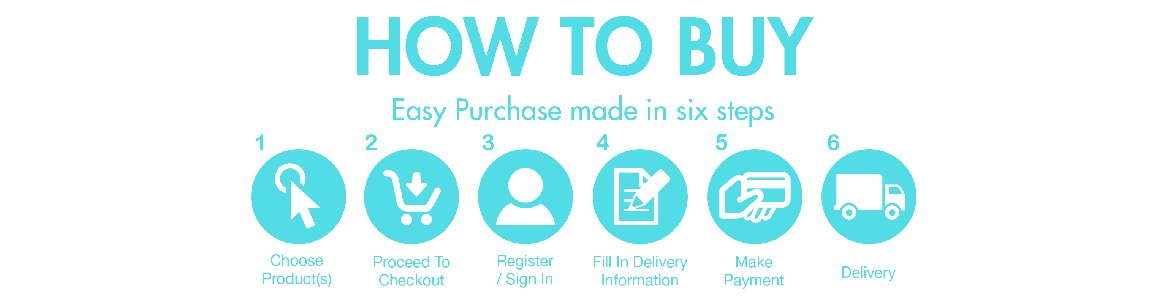 HOW TO BUY
Easy Purchase made in six steps
1 2 3 4 5 6
Choose
Product(s)
Proceed To
Checkout
Register
/ Sign In
Fill In Delivery
Information
Make
Payment
Delivery